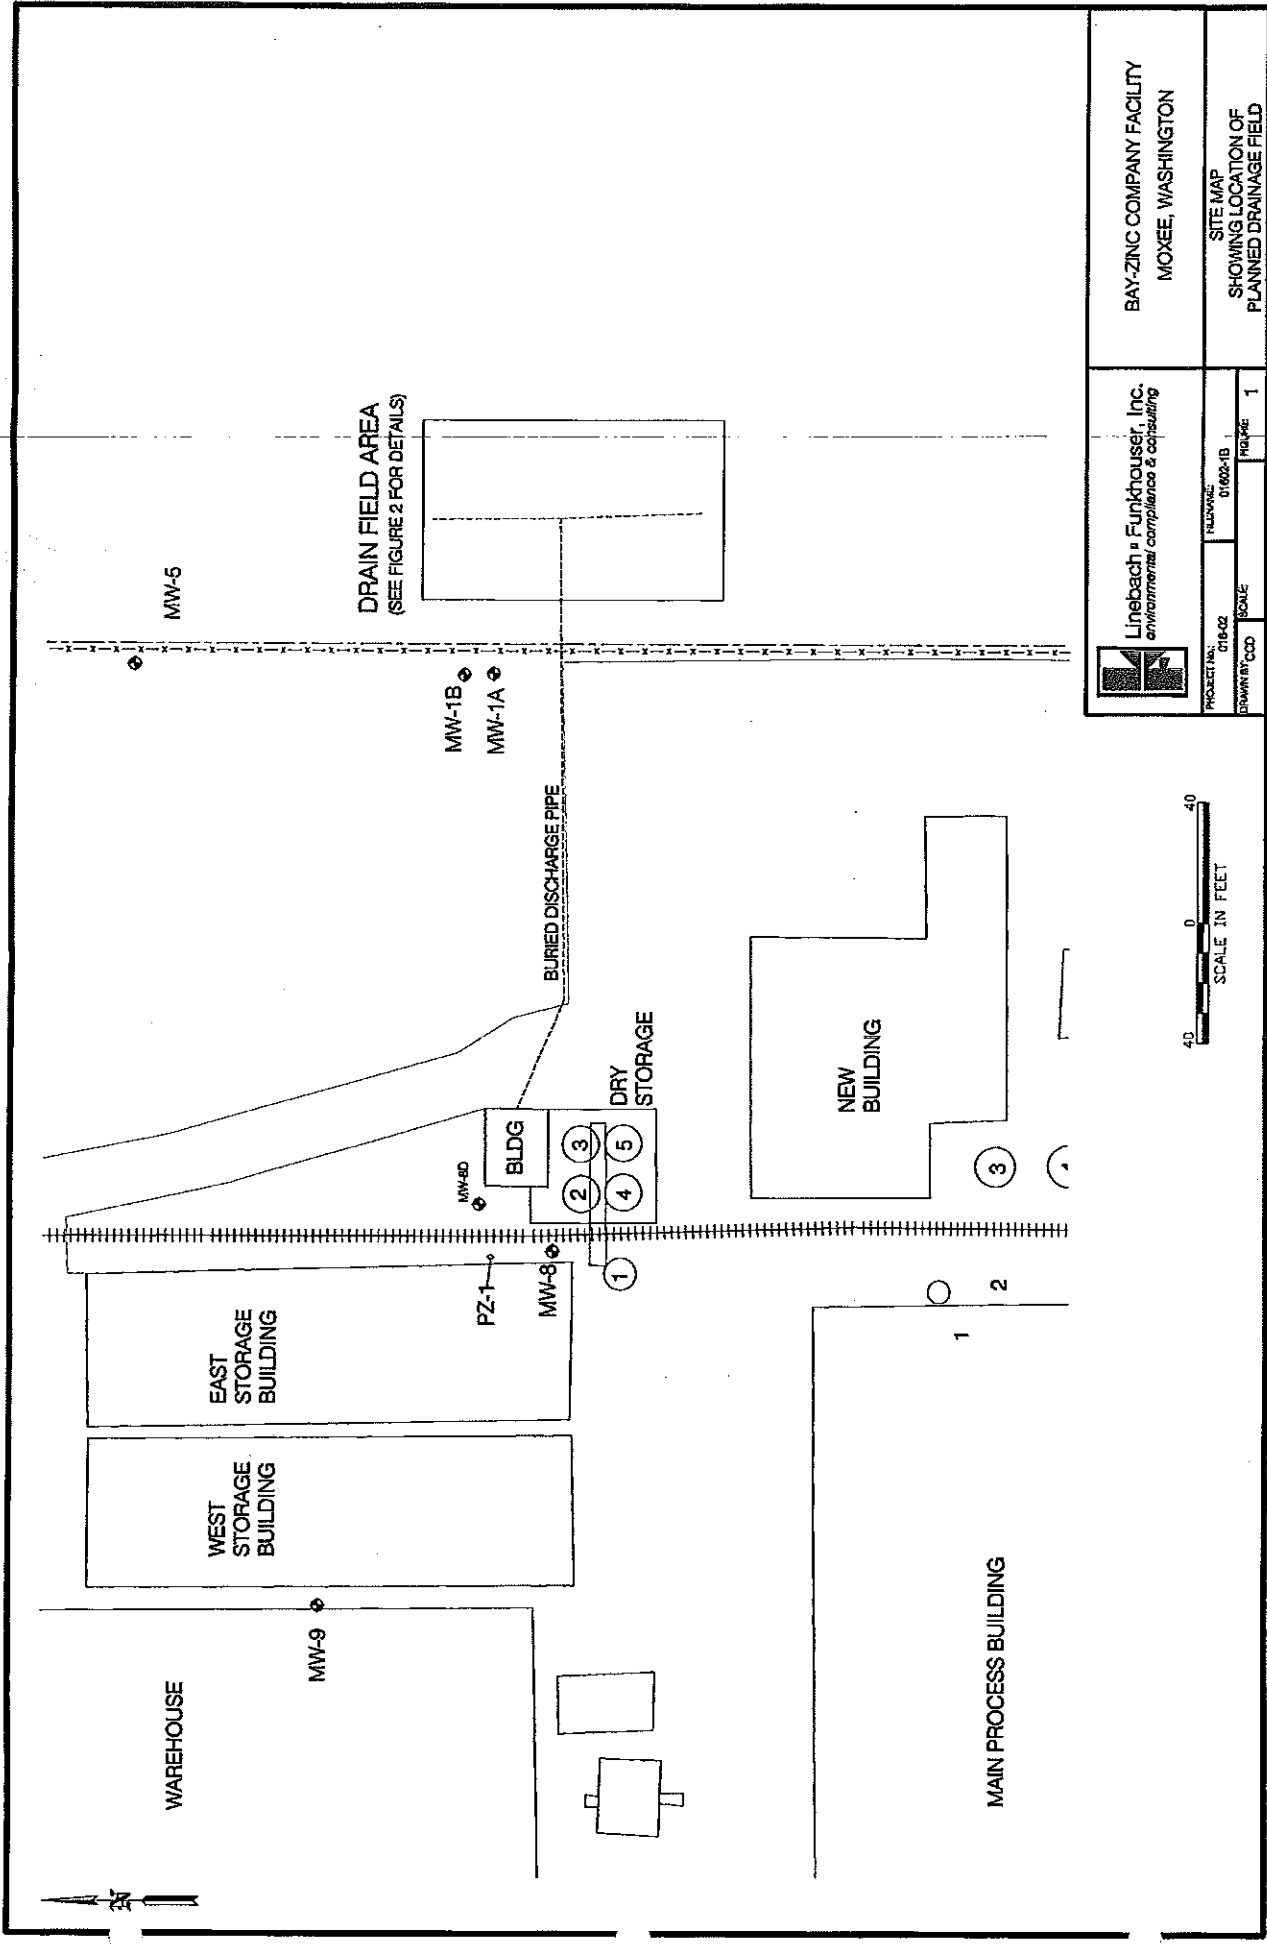 WAREHOUSE
MW-9
WEST
STORAGE
BUILDING
EAST
STORAGE
BUILDING
PZ-1
MW-8
MW-8D
BLDG
1
2
3
4
5
DRY
STORAGE
BURIED DISCHARGE PIPE
MW-1B
MW-1A
MW-5
DRAIN FIELD AREA
(SEE FIGURE 2 FOR DETAILS)
MAIN PROCESS BUILDING
1
2
3
NEW
BUILDING
40 0 40
SCALE IN FEET
N
Linebach Funkhouser, Inc.
environmental compliance & consulting
PROJECT No.:
016-02
FILENAME:
01602-1B
DRAWN BY: CCO
SCALE:
FIGURE: 1
BAY-ZINC COMPANY FACILITY
MOXEE, WASHINGTON
SITE MAP
SHOWING LOCATION OF
PLANNED DRAINAGE FIELD